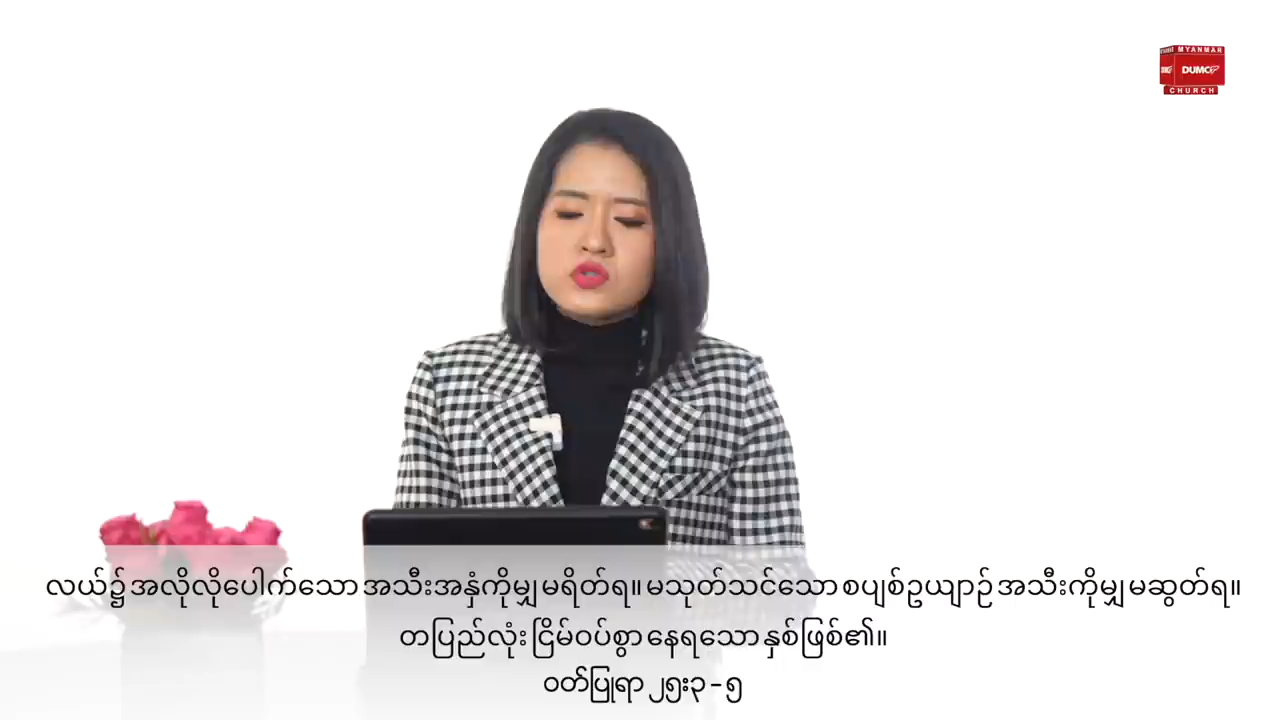 MYANMAR
DUMC
CHURCH
လယ်၌ အလိုလိုပေါက်သော အသီးအနှံကိုမျှ မရိတ်ရ။ မသုတ်သင်သော စပျစ်ဥယျာဉ် အသီးကိုမျှ မဆွတ်ရ။
တပြည်လုံး ငြိမ်ဝပ်စွာ နေရသော နှစ်ဖြစ်၏။
ဝတ်ပြုရာ ၂၅း၃ - ၅